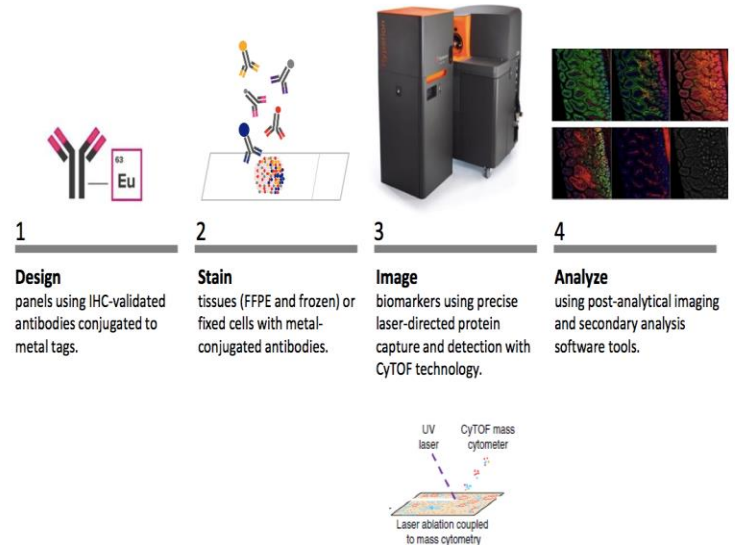 63
Eu
1
Design
panels using IHC-validated
antibodies conjugated to
metal tags.
2
Stain
tissues (FFPE and frozen) or
fixed cells with metal-
conjugated antibodies.
3
Image
biomarkers using precise
laser-directed protein
capture and detection with
CyTOF technology.
4
Analyze
using post-analytical imaging
and secondary analysis
software tools.
UV
laser
CyTOF mass
cytometer
Laser ablation coupled
to mass cytometry